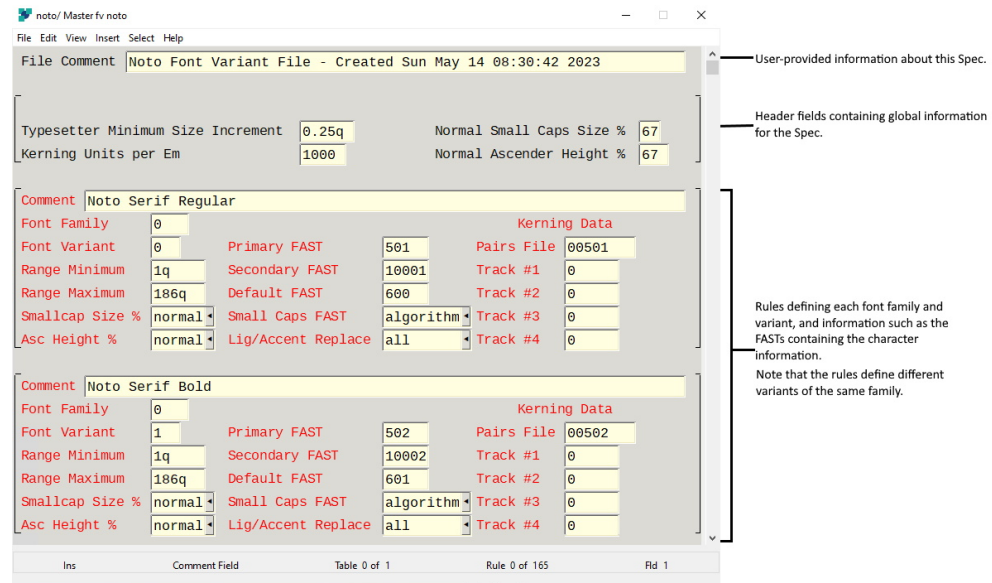 noto/ Master fv noto
File Edit View Insert Select Help
File Comment Noto Font Variant File - Created Sun May 14 08:30:42 2023
User-provided information about this Spec.
Header fields containing global information
for the Spec.
Typesetter Minimum Size Increment 0.25q Normal Small Caps Size % 67
Kerning Units per Em 1000 Normal Ascender Height % 67
Comment Noto Serif Regular
Font Family 0 Kerning Data
Font Variant 0 Primary FAST 501 Pairs File 00501
Range Minimum 1q Secondary FAST 10001 Track #1 0
Range Maximum 186q Default FAST 600 Track #2 0
Smallcap Size % normal Small Caps FAST algorithm Track #3 0
Asc Height % normal Lig/Accent Replace all Track #4 0
Rules defining each font family and
variant, and information such as the
FASTs containing the character
information.
Note that the rules define different
variants of the same family.
Comment Noto Serif Bold
Font Family 0 Kerning Data
Font Variant 1 Primary FAST 502 Pairs File 00502
Range Minimum 1q Secondary FAST 10002 Track #1 0
Range Maximum 186q Default FAST 601 Track #2 0
Smallcap Size % normal Small Caps FAST algorithm Track #3 0
Asc Height % normal Lig/Accent Replace all Track #4 0
Ins Comment Field Table 0 of 1 Rule 0 of 165 Fld 1